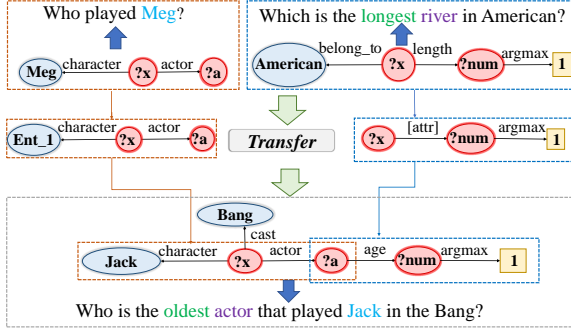 Who played Meg?
Which is the longest river in American?
Meg character ?x actor ?a
American belong_to ?x length ?num argmax 1
Ent_1 character ?x actor ?a
Transfer
?x [attr] ?num argmax 1
Bang
cast
Jack character ?x actor ?a age ?num argmax 1
Who is the oldest actor that played Jack in the Bang?